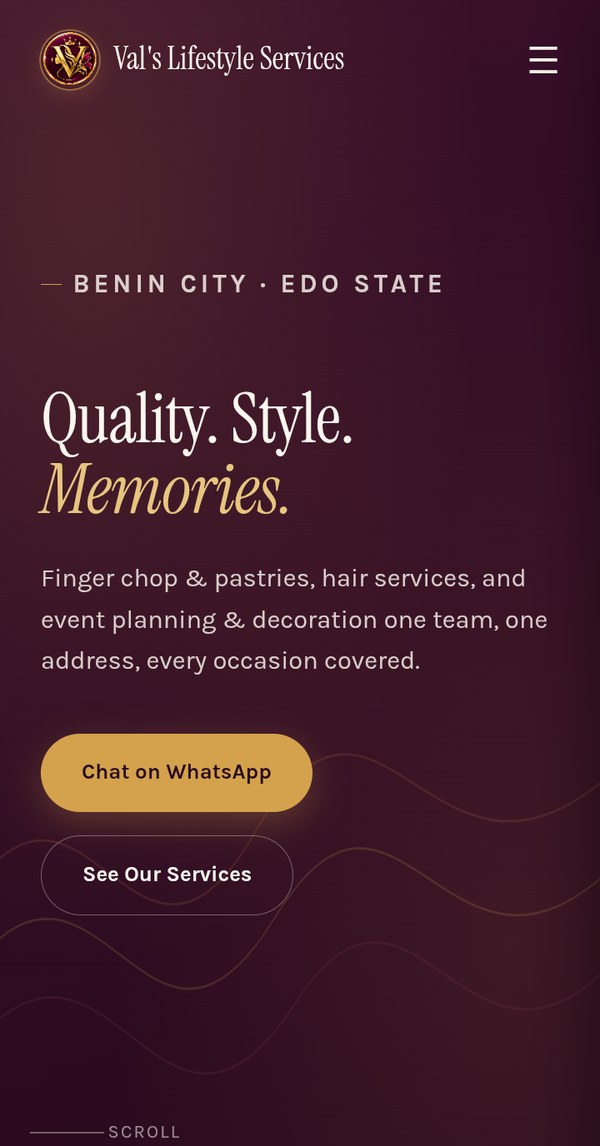 V
Val's Lifestyle Services
BENIN CITY · EDO STATE
Quality. Style.
Memories.
Finger chop & pastries, hair services, and
event planning & decoration one team, one
address, every occasion covered.
Chat on WhatsApp
See Our Services
SCROLL